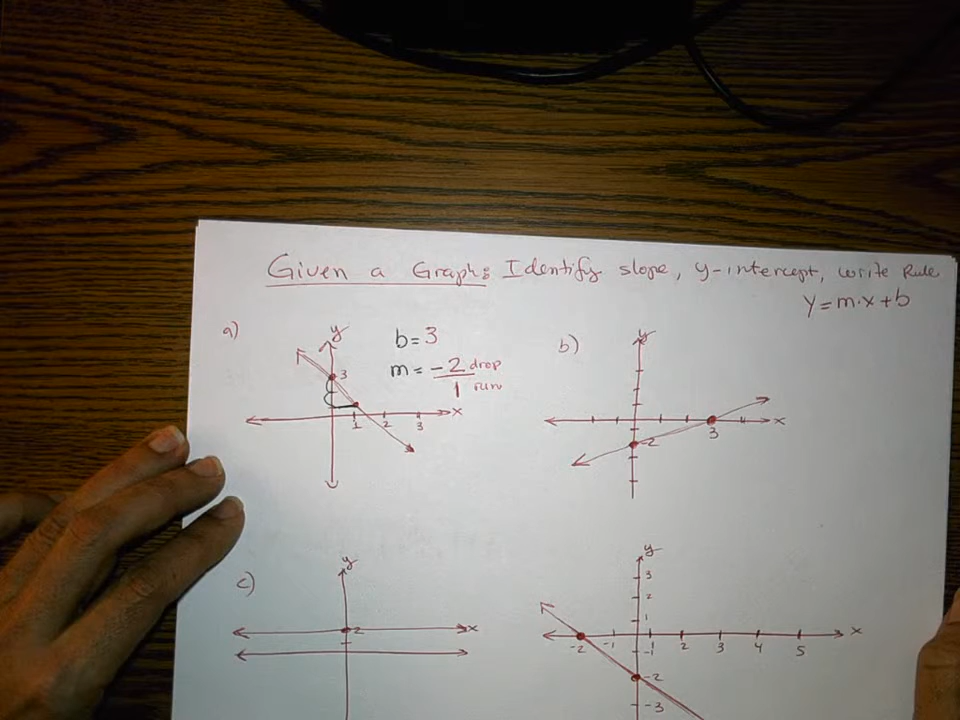 Given a Graph: Identify slope, y-intercept, write Rule
y = m·x + b
a)
y
b = 3
m = -2 drop
1 run
3
x
1 2 3
b)
y
x
-2
3
c)
y
2
x
y
3
2
1
x
-2 -1 1 2 3 4 5
-1
-2
-3